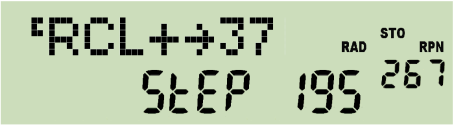 ʳRCL+→37
STO
RAD RPN
StEP 195 267